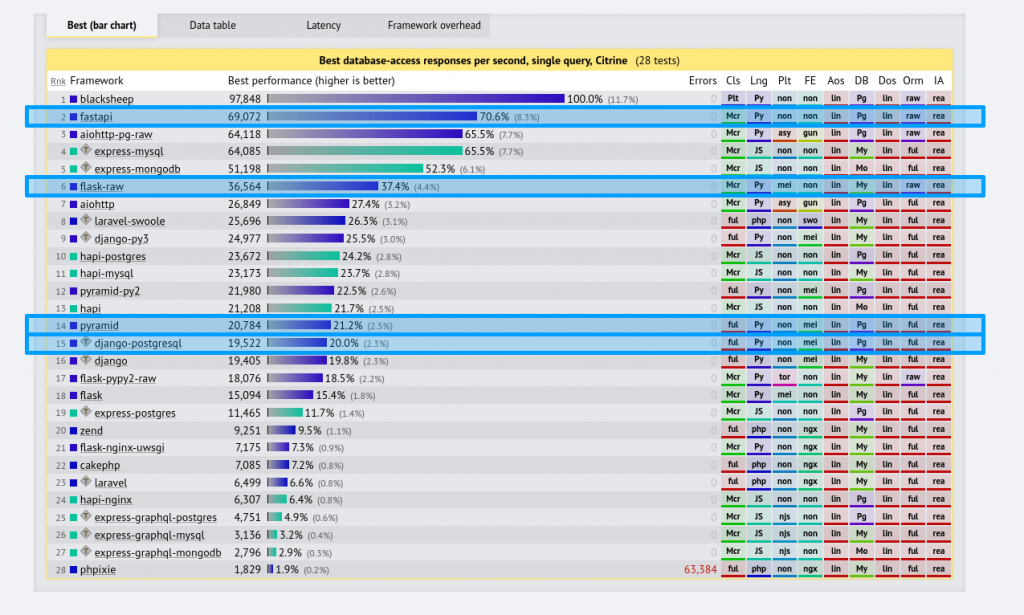 Best (bar chart) Data table Latency Framework overhead
Best database-access responses per second, single query, Citrine (28 tests)
Rnk Framework Best performance (higher is better) Errors Cls Lng Plt FE Aos DB Dos Orm IA
1 blacksheep 97,848 100.0% (11.7%) 0 Plt Py non non lin Pg lin raw rea
2 fastapi 69,072 70.6% (8.3%) 0 Mcr Py non non lin Pg lin raw rea
3 aiohttp-pg-raw 64,118 65.5% (7.7%) 0 Mcr Py asy gun lin Pg lin raw rea
4 express-mysql 64,085 65.5% (7.7%) 0 Mcr JS non non lin My lin ful rea
5 express-mongodb 51,198 52.3% (6.1%) 0 Mcr JS non non lin Mo lin ful rea
6 flask-raw 36,564 37.4% (4.4%) 0 Mcr Py mei non lin My lin raw rea
7 aiohttp 26,849 27.4% (3.2%) 0 Mcr Py asy gun lin Pg lin ful rea
8 laravel-swoole 25,696 26.3% (3.1%) 0 ful php non swo lin My lin ful rea
9 django-py3 24,977 25.5% (3.0%) 0 ful Py non mei lin My lin ful rea
10 hapi-postgres 23,672 24.2% (2.8%) 0 Mcr JS non non lin Pg lin ful rea
11 hapi-mysql 23,173 23.7% (2.8%) 0 Mcr JS non non lin My lin ful rea
12 pyramid-py2 21,980 22.5% (2.6%) 0 ful Py non mei lin Pg lin ful rea
13 hapi 21,208 21.7% (2.5%) 0 Mcr JS non non lin Mo lin ful rea
14 pyramid 20,784 21.2% (2.5%) 0 ful Py non mei lin Pg lin ful rea
15 django-postgresql 19,522 20.0% (2.3%) 0 ful Py non mei lin Pg lin ful rea
16 django 19,405 19.8% (2.3%) 0 ful Py non mei lin My lin ful rea
17 flask-pypy2-raw 18,076 18.5% (2.2%) 0 Mcr Py tor non lin My lin raw rea
18 flask 15,094 15.4% (1.8%) 0 Mcr Py mei non lin My lin ful rea
19 express-postgres 11,465 11.7% (1.4%) 0 Mcr JS non non lin Pg lin ful rea
20 zend 9,251 9.5% (1.1%) 0 ful php non ngx lin My lin ful rea
21 flask-nginx-uwsgi 7,175 7.3% (0.9%) 0 Mcr Py non ngx lin My lin ful rea
22 cakephp 7,085 7.2% (0.8%) 0 ful php non ngx lin My lin ful rea
23 laravel 6,499 6.6% (0.8%) 0 ful php non ngx lin My lin ful rea
24 hapi-nginx 6,307 6.4% (0.8%) 0 Mcr JS non non lin Pg lin ful rea
25 express-graphql-postgres 4,751 4.9% (0.6%) 0 Mcr JS njs non lin Pg lin ful rea
26 express-graphql-mysql 3,136 3.2% (0.4%) 0 Mcr JS njs non lin My lin ful rea
27 express-graphql-mongodb 2,796 2.9% (0.3%) 0 Mcr JS njs non lin Mo lin ful rea
28 phpixie 1,829 1.9% (0.2%) 63,384 ful php non ngx lin My lin ful rea